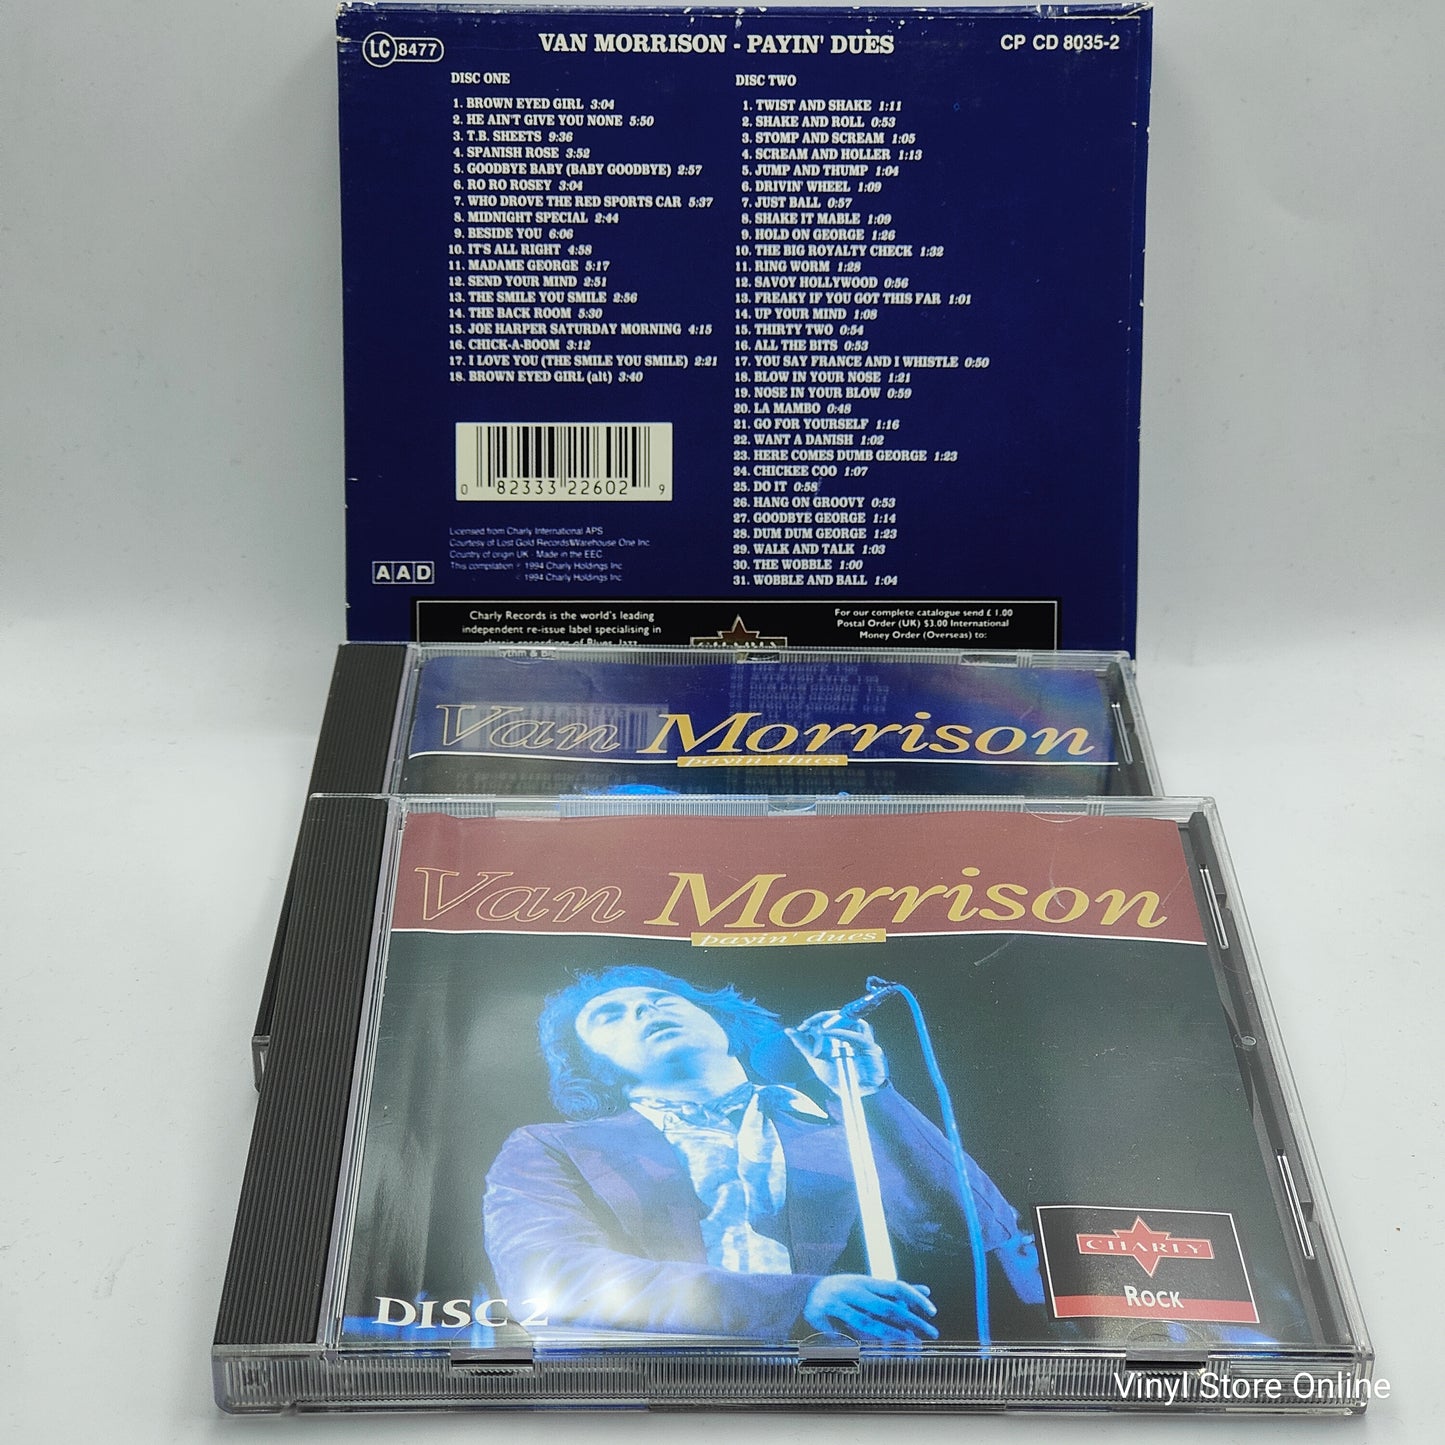 LC 8477
VAN MORRISON - PAYIN' DUES
CP CD 8035-2
DISC ONE
1. BROWN EYED GIRL 3:04
2. HE AIN'T GIVE YOU NONE 5:50
3. T.B. SHEETS 9:36
4. SPANISH ROSE 3:52
5. GOODBYE BABY (BABY GOODBYE) 2:57
6. RO RO ROSEY 3:04
7. WHO DROVE THE RED SPORTS CAR 5:37
8. MIDNIGHT SPECIAL 2:44
9. BESIDE YOU 6:06
10. IT'S ALL RIGHT 4:58
11. MADAME GEORGE 5:17
12. SEND YOUR MIND 2:51
13. THE SMILE YOU SMILE 2:56
14. THE BACK ROOM 5:30
15. JOE HARPER SATURDAY MORNING 4:15
16. CHICK-A-BOOM 3:12
17. I LOVE YOU (THE SMILE YOU SMILE) 2:21
18. BROWN EYED GIRL (alt) 3:40
DISC TWO
1. TWIST AND SHAKE 1:11
2. SHAKE AND ROLL 0:53
3. STOMP AND SCREAM 1:05
4. SCREAM AND HOLLER 1:13
5. JUMP AND THUMP 1:04
6. DRIVIN' WHEEL 1:09
7. JUST BALL 0:57
8. SHAKE IT MABLE 1:09
9. HOLD ON GEORGE 1:26
10. THE BIG ROYALTY CHECK 1:32
11. RING WORM 1:28
12. SAVOY HOLLYWOOD 0:56
13. FREAKY IF YOU GOT THIS FAR 1:01
14. UP YOUR MIND 1:08
15. THIRTY TWO 0:54
16. ALL THE BITS 0:53
17. YOU SAY FRANCE AND I WHISTLE 0:50
18. BLOW IN YOUR NOSE 1:21
19. NOSE IN YOUR BLOW 0:59
20. LA MAMBO 0:48
21. GO FOR YOURSELF 1:16
22. WANT A DANISH 1:02
23. HERE COMES DUMB GEORGE 1:23
24. CHICKEE COO 1:07
25. DO IT 0:58
26. HANG ON GROOVY 0:53
27. GOODBYE GEORGE 1:14
28. DUM DUM GEORGE 1:23
29. WALK AND TALK 1:03
30. THE WOBBLE 1:00
31. WOBBLE AND BALL 1:04
0 82333 22602 9
Licensed from Charly International APS
Courtesy of Lost Gold Records/Warehouse One Inc
Country of origin UK - Made in the EEC
This compilation ℗ 1994 Charly Holdings Inc
© 1994 Charly Holdings Inc
AAD
Charly Records is the world's leading
independent re-issue label specialising in
classic recordings of Blues, Jazz
For our complete catalogue send £ 1.00
Postal Order (UK) $3.00 International
Money Order (Overseas) to:
Van Morrison
payin' dues
Van Morrison
payin' dues
CHARLY
ROCK
DISC 2
Vinyl Store Online